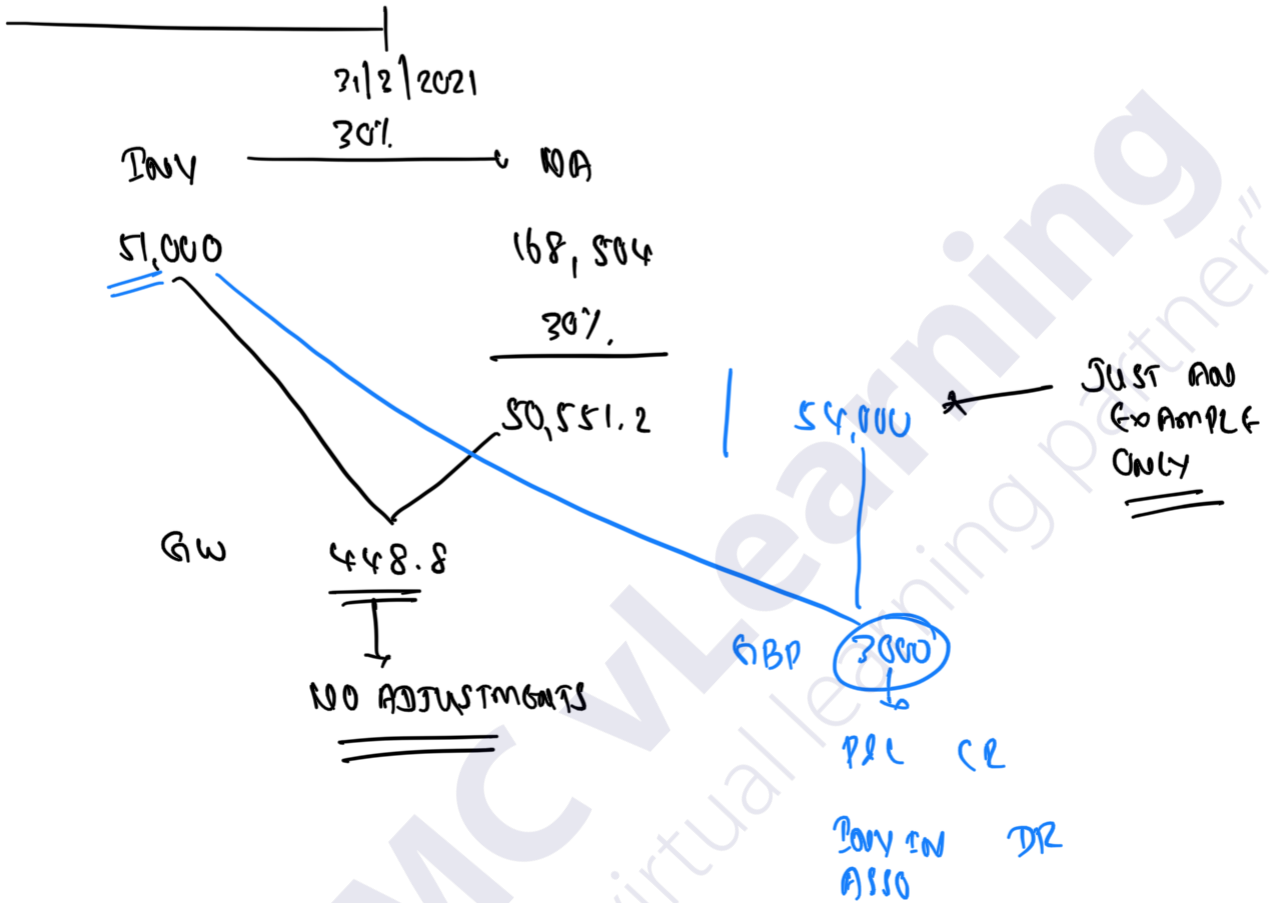 31/3/2021
30%
INV NA
51,000 168,504
30%.
50,551.2
54,000
JUST AN
EXAMPLE
ONLY
GW 448.8
GBP 3000
NO ADJUSTMENTS
P&L CR
INV IN DR
ASSO
MC vLearning
virtual learning partner"